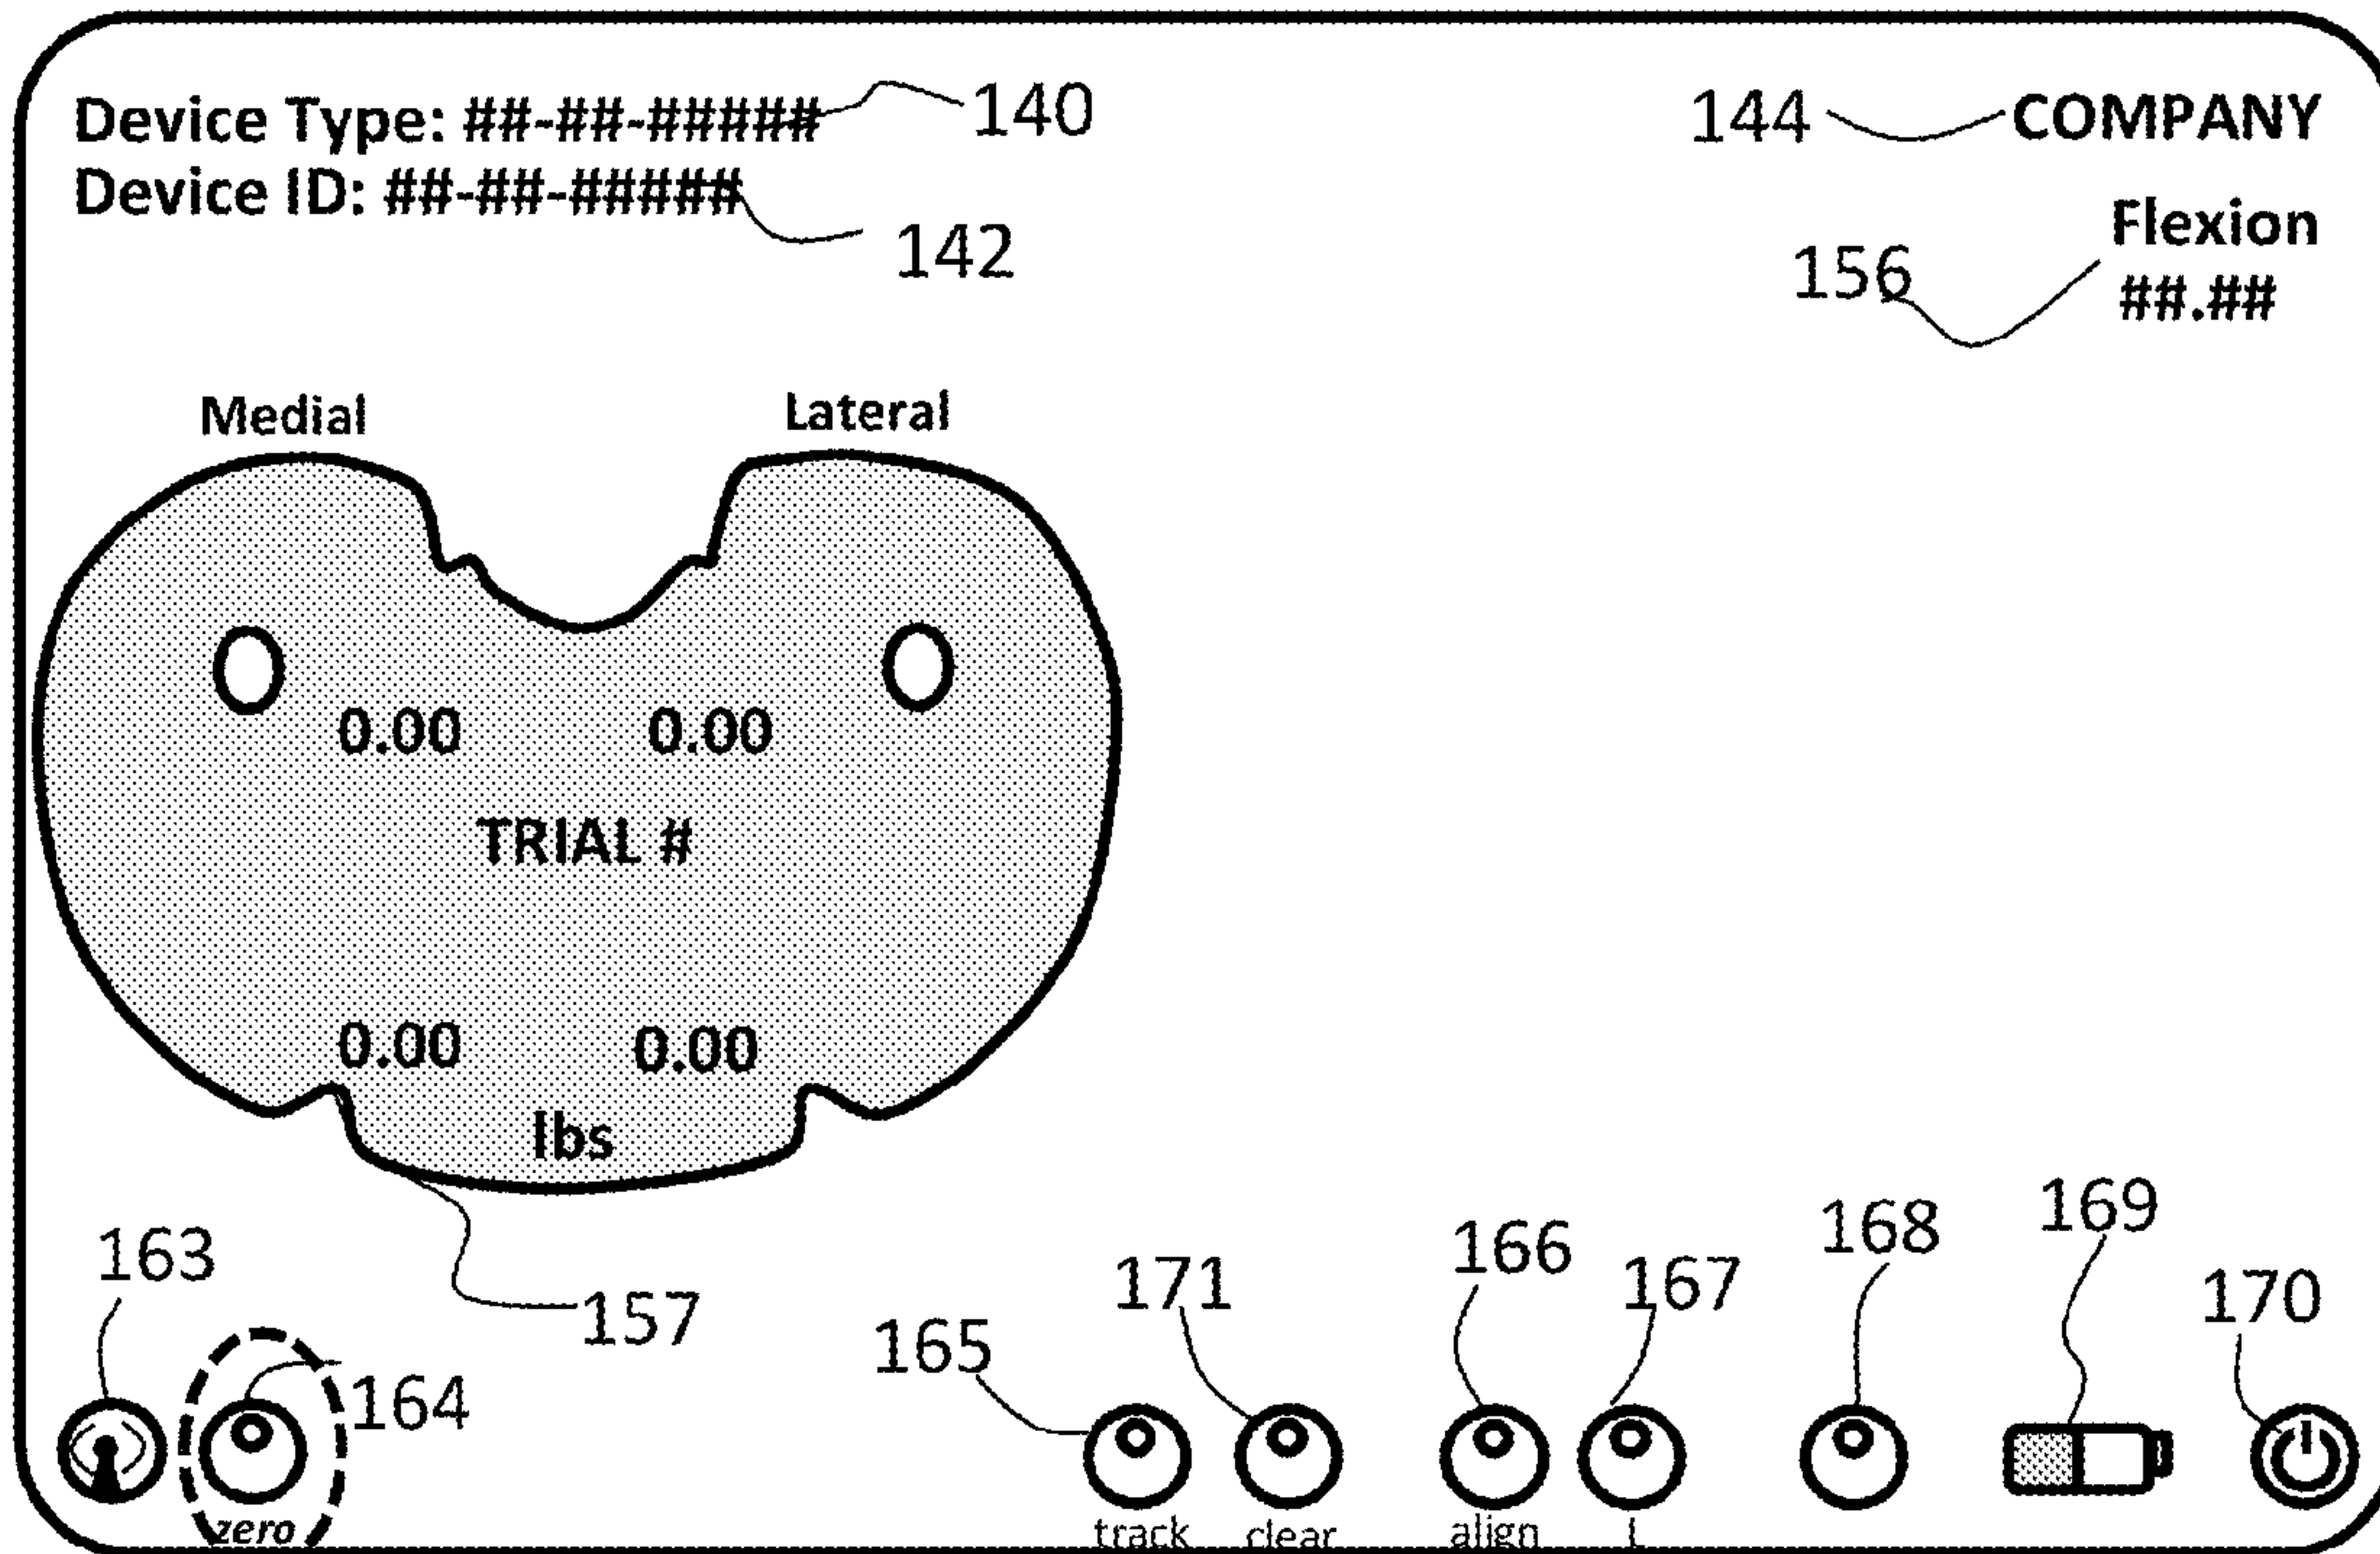 Device Type: ##-##-##### 140 144 COMPANY
Device ID: ##-##-#####
142
Flexion
156 ##.##
Medial Lateral
0.00 0.00
TRIAL #
0.00 0.00
lbs
163 157 165 171 166 167 168 169 170
164
zero track clear align L